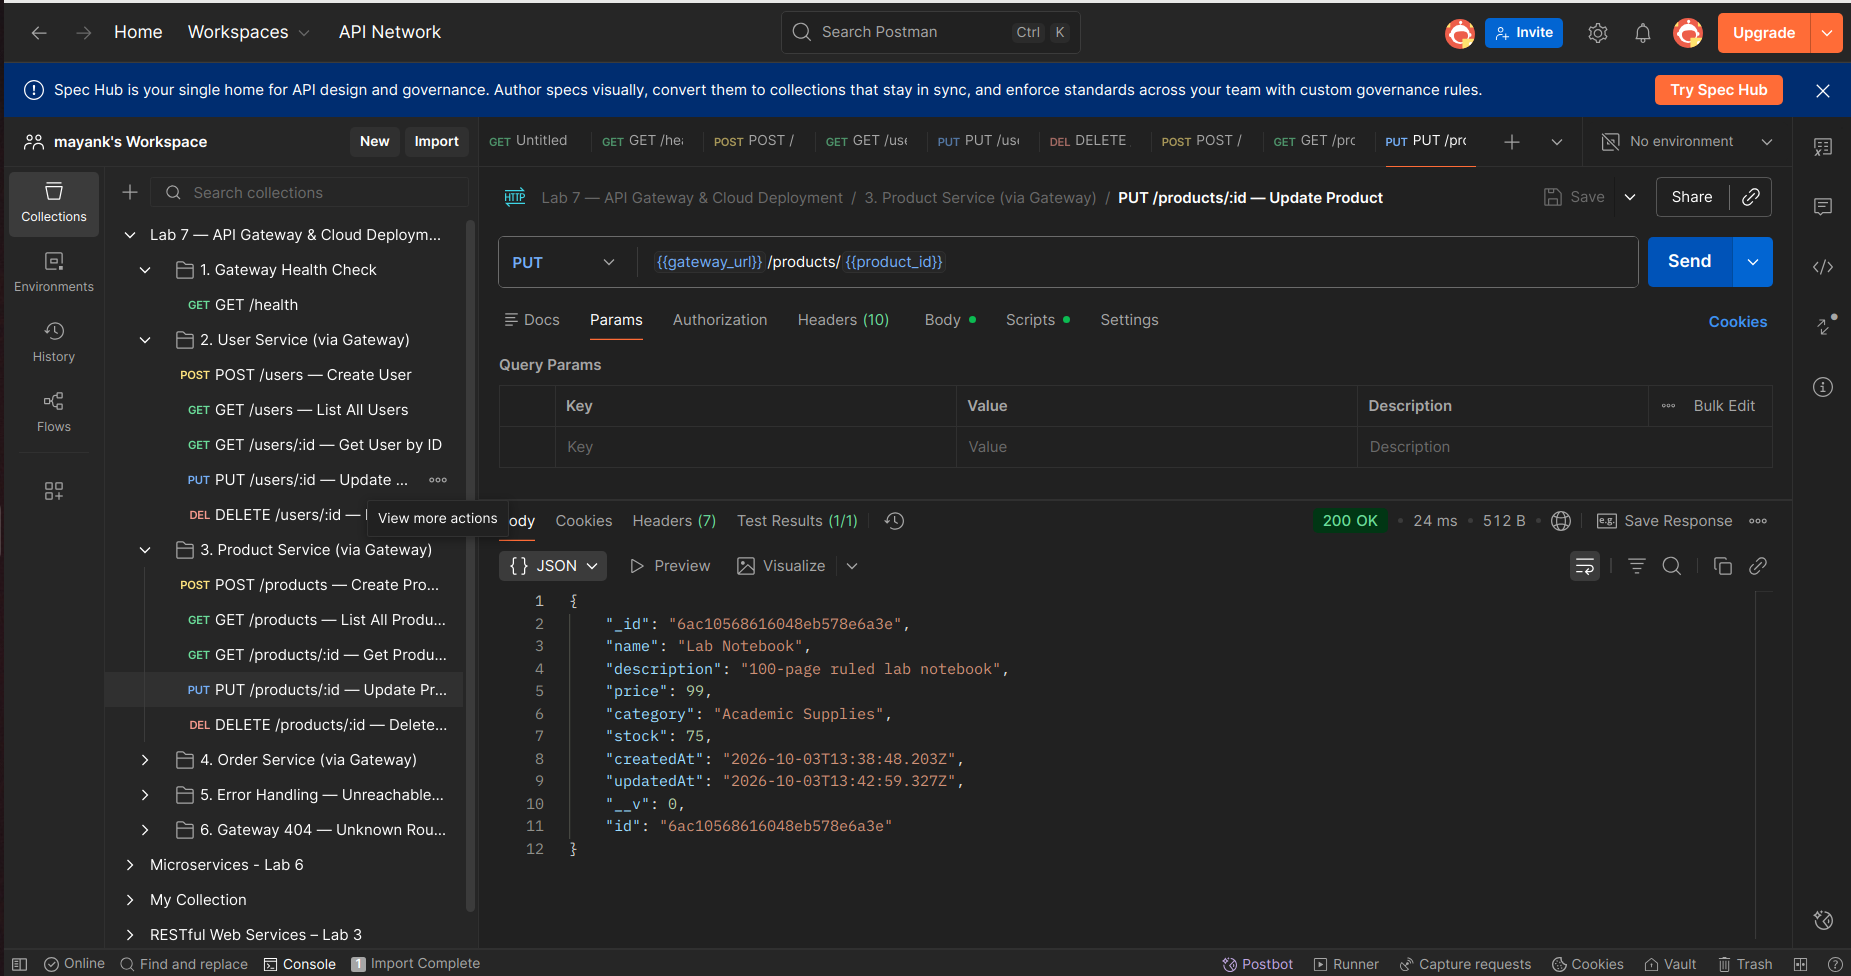 Home
Workspaces
API Network
Search Postman
Ctrl K
Invite
Upgrade
Spec Hub is your single home for API design and governance. Author specs visually, convert them to collections that stay in sync, and enforce standards across your team with custom governance rules.
Try Spec Hub
mayank's Workspace
New
Import
GET Untitled
GET GET /he
POST POST /
GET GET /use
PUT PUT /use
DEL DELETE
POST POST /
GET GET /pro
PUT PUT /pro
No environment
Collections
Environments
History
Flows
Search collections
Lab 7 — API Gateway & Cloud Deploym...
1. Gateway Health Check
GET GET /health
2. User Service (via Gateway)
POST POST /users — Create User
GET GET /users — List All Users
GET GET /users/:id — Get User by ID
PUT PUT /users/:id — Update ...
DEL DELETE /users/:id —
View more actions
3. Product Service (via Gateway)
POST POST /products — Create Pro...
GET GET /products — List All Produ...
GET GET /products/:id — Get Produ...
PUT PUT /products/:id — Update Pr...
DEL DELETE /products/:id — Delete...
4. Order Service (via Gateway)
5. Error Handling — Unreachable...
6. Gateway 404 — Unknown Rou...
Microservices - Lab 6
My Collection
RESTful Web Services – Lab 3
HTTP Lab 7 — API Gateway & Cloud Deployment / 3. Product Service (via Gateway) / PUT /products/:id — Update Product
Save
Share
PUT
{{gateway_url}} /products/ {{product_id}}
Send
Docs
Params
Authorization
Headers (10)
Body
Scripts
Settings
Cookies
Query Params
Key Value Description Bulk Edit
Key Value Description
ody
Cookies
Headers (7)
Test Results (1/1)
200 OK
24 ms
512 B
e.g. Save Response
{} JSON
Preview
Visualize
1 {
2 "_id": "6ac10568616048eb578e6a3e",
3 "name": "Lab Notebook",
4 "description": "100-page ruled lab notebook",
5 "price": 99,
6 "category": "Academic Supplies",
7 "stock": 75,
8 "createdAt": "2026-10-03T13:38:48.203Z",
9 "updatedAt": "2026-10-03T13:42:59.327Z",
10 "__v": 0,
11 "id": "6ac10568616048eb578e6a3e"
12 }
Online
Find and replace
Console
1 Import Complete
Postbot
Runner
Capture requests
Cookies
Vault
Trash